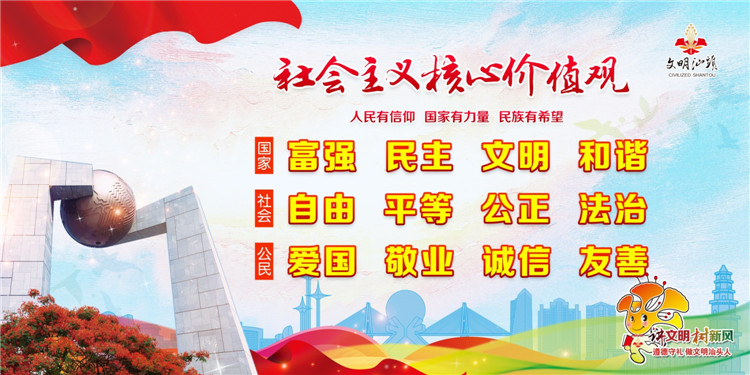 文明汕头
CIVILIZED SHANTOU
社会主义核心价值观
人民有信仰 国家有力量 民族有希望
国家 富强 民主 文明 和谐
社会 自由 平等 公正 法治
公民 爱国 敬业 诚信 友善
讲文明树新风
道德守礼 做文明汕头人